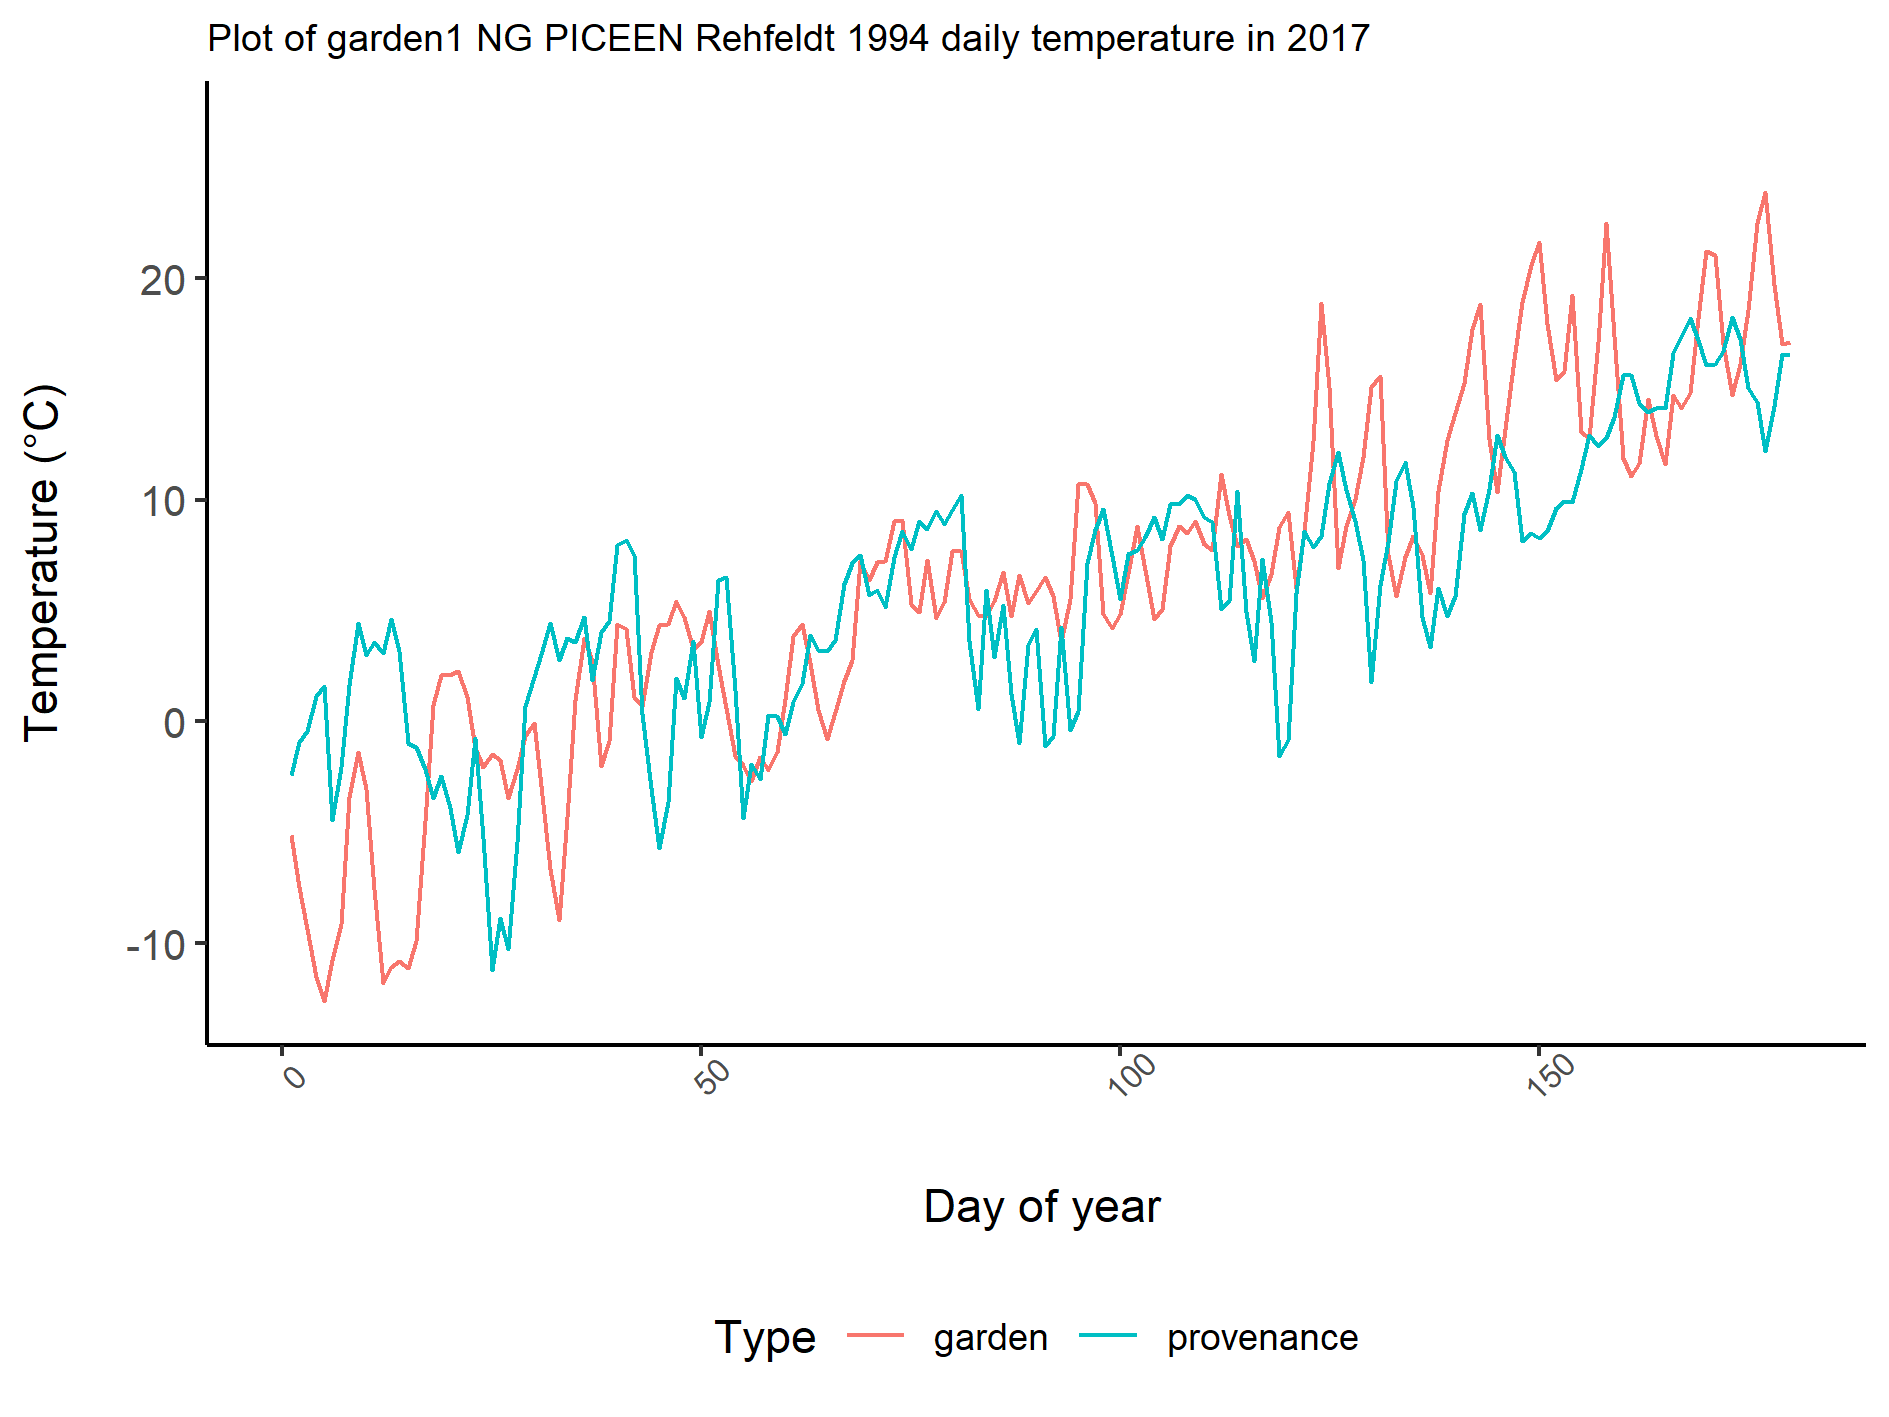 Plot of garden1 NG PICEEN Rehfeldt 1994 daily temperature in 2017
Temperature (°C)
20
10
0
-10
0
50
100
150
Day of year
Type garden provenance